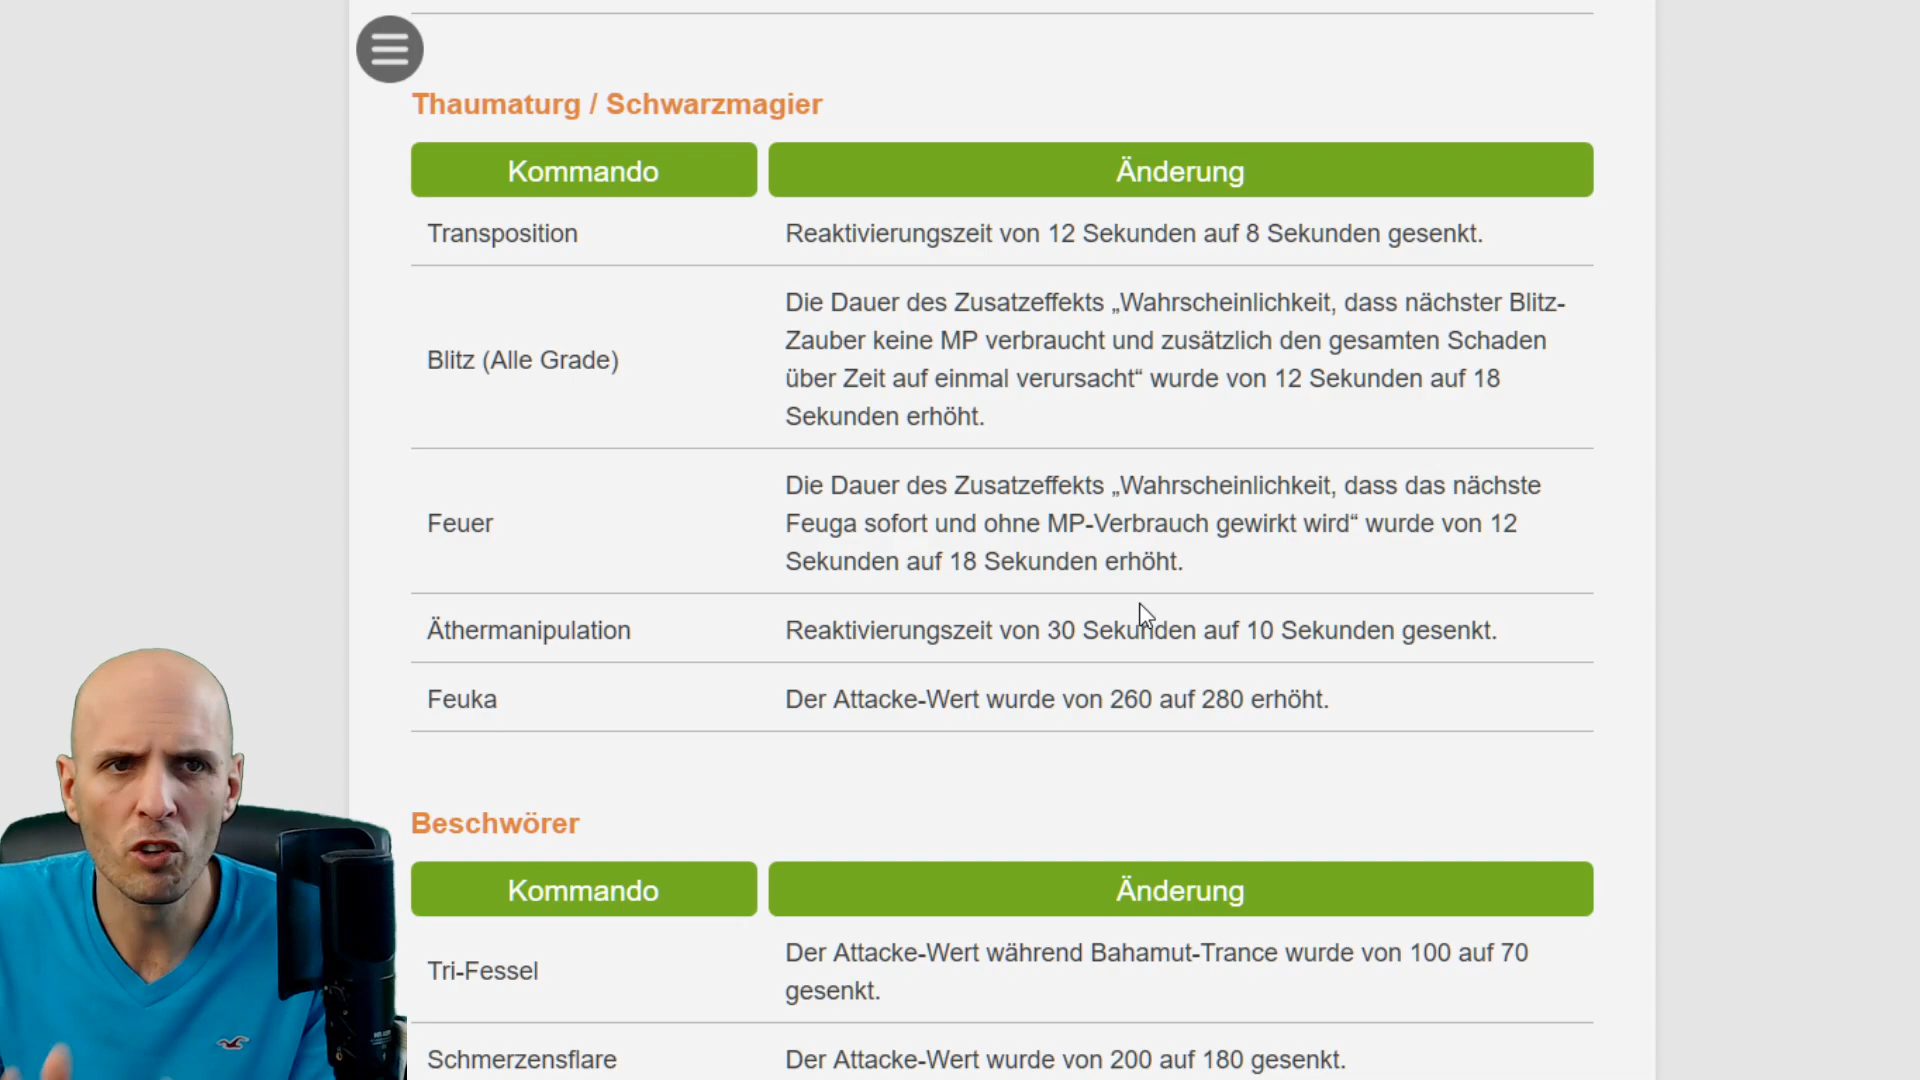 Thaumaturg / Schwarzmagier
Kommando
Änderung
Transposition
Reaktivierungszeit von 12 Sekunden auf 8 Sekunden gesenkt.
Blitz (Alle Grade)
Die Dauer des Zusatzeffekts „Wahrscheinlichkeit, dass nächster Blitz-
Zauber keine MP verbraucht und zusätzlich den gesamten Schaden
über Zeit auf einmal verursacht“ wurde von 12 Sekunden auf 18
Sekunden erhöht.
Feuer
Die Dauer des Zusatzeffekts „Wahrscheinlichkeit, dass das nächste
Feuga sofort und ohne MP-Verbrauch gewirkt wird“ wurde von 12
Sekunden auf 18 Sekunden erhöht.
Äthermanipulation
Reaktivierungszeit von 30 Sekunden auf 10 Sekunden gesenkt.
Feuka
Der Attacke-Wert wurde von 260 auf 280 erhöht.
Beschwörer
Kommando
Änderung
Tri-Fessel
Der Attacke-Wert während Bahamut-Trance wurde von 100 auf 70
gesenkt.
Schmerzensflare
Der Attacke-Wert wurde von 200 auf 180 gesenkt.